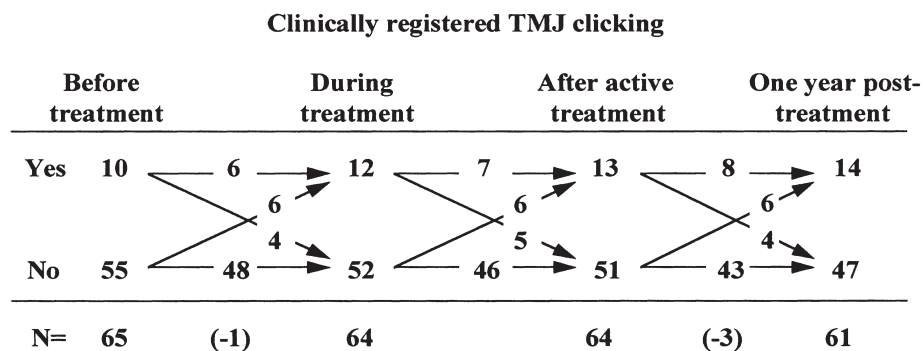 Clinically registered TMJ clicking
Before treatment During treatment After active treatment One year post-treatment
Yes 10 6 12 7 13 8 14
6 6 6
4 5 4
No 55 48 52 46 51 43 47
N= 65 (-1) 64 64 (-3) 61